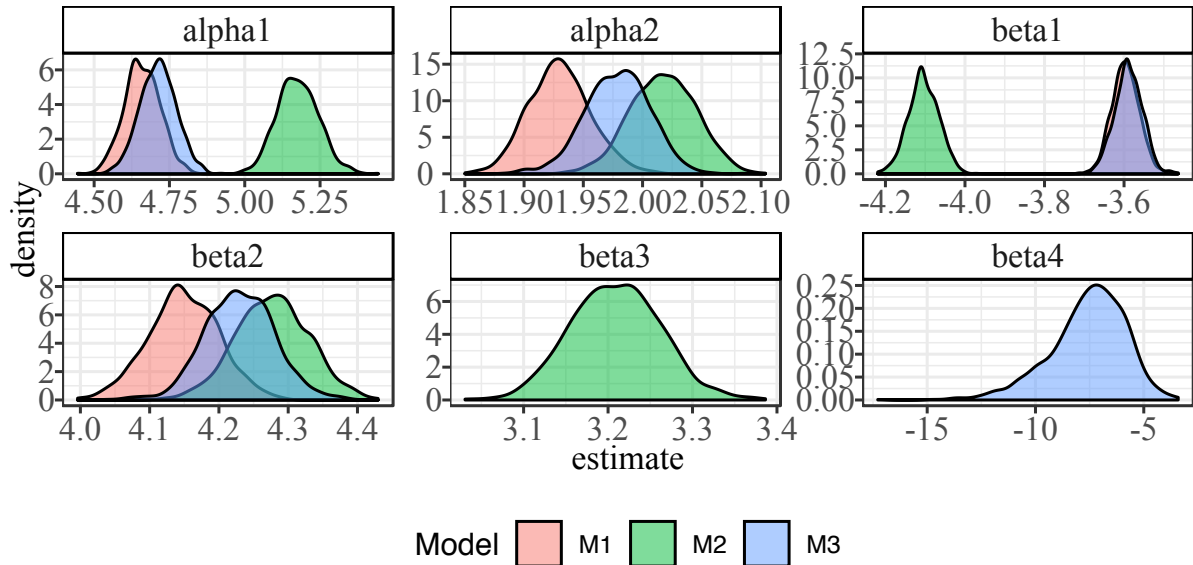 alpha1 alpha2 beta1
6
4
2
0
4.50 4.75 5.00 5.25
15
10
5
0
1.85 1.90 1.95 2.00 2.05 2.10
12.5
10.0
7.5
5.0
2.5
0.0
-4.2 -4.0 -3.8 -3.6
density
beta2 beta3 beta4
8
6
4
2
0
4.0 4.1 4.2 4.3 4.4
6
4
2
0
3.1 3.2 3.3 3.4
0.25
0.20
0.15
0.10
0.05
0.00
-15 -10 -5
estimate
Model M1 M2 M3